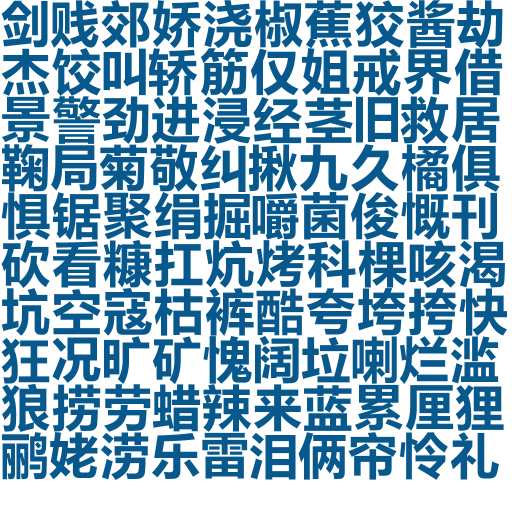 剑贱郊娇浇椒蕉狡酱劫
杰饺叫轿筋仅姐戒界借
景警劲进浸经茎旧救居
鞠局菊敬纠揪九久橘俱
惧锯聚绢掘嚼菌俊慨刊
砍看糠扛炕烤科棵咳渴
坑空寇枯裤酷夸垮挎快
狂况旷矿愧阔垃喇烂滥
狼捞劳蜡辣来蓝累厘狸
鹂姥涝乐雷泪俩帘怜礼